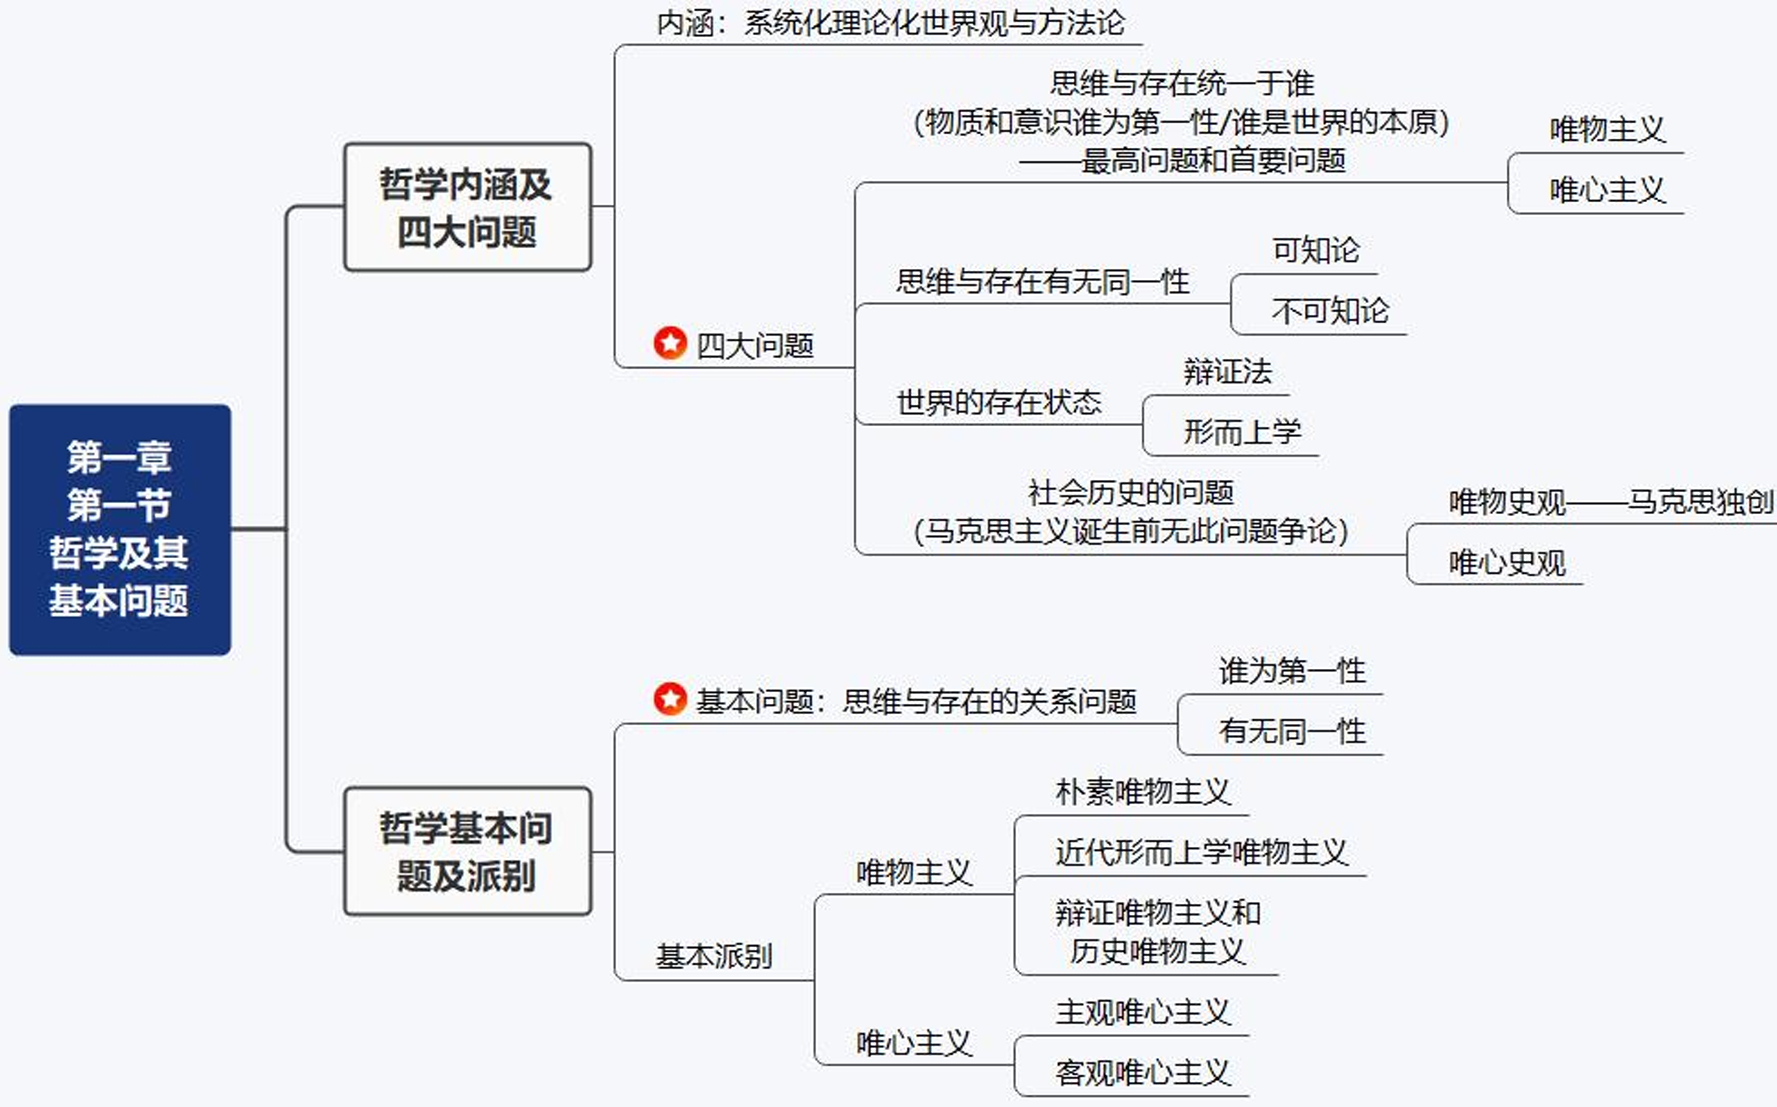 第一章
第一节
哲学及其
基本问题
哲学内涵及
四大问题
内涵：系统化理论化世界观与方法论
四大问题
思维与存在统一于谁
（物质和意识谁为第一性/谁是世界的本原）
——最高问题和首要问题
唯物主义
唯心主义
思维与存在有无同一性
可知论
不可知论
世界的存在状态
辩证法
形而上学
社会历史的问题
（马克思主义诞生前无此问题争论）
唯物史观——马克思独创
唯心史观
哲学基本问
题及派别
基本问题：思维与存在的关系问题
谁为第一性
有无同一性
基本派别
唯物主义
朴素唯物主义
近代形而上学唯物主义
辩证唯物主义和
历史唯物主义
唯心主义
主观唯心主义
客观唯心主义